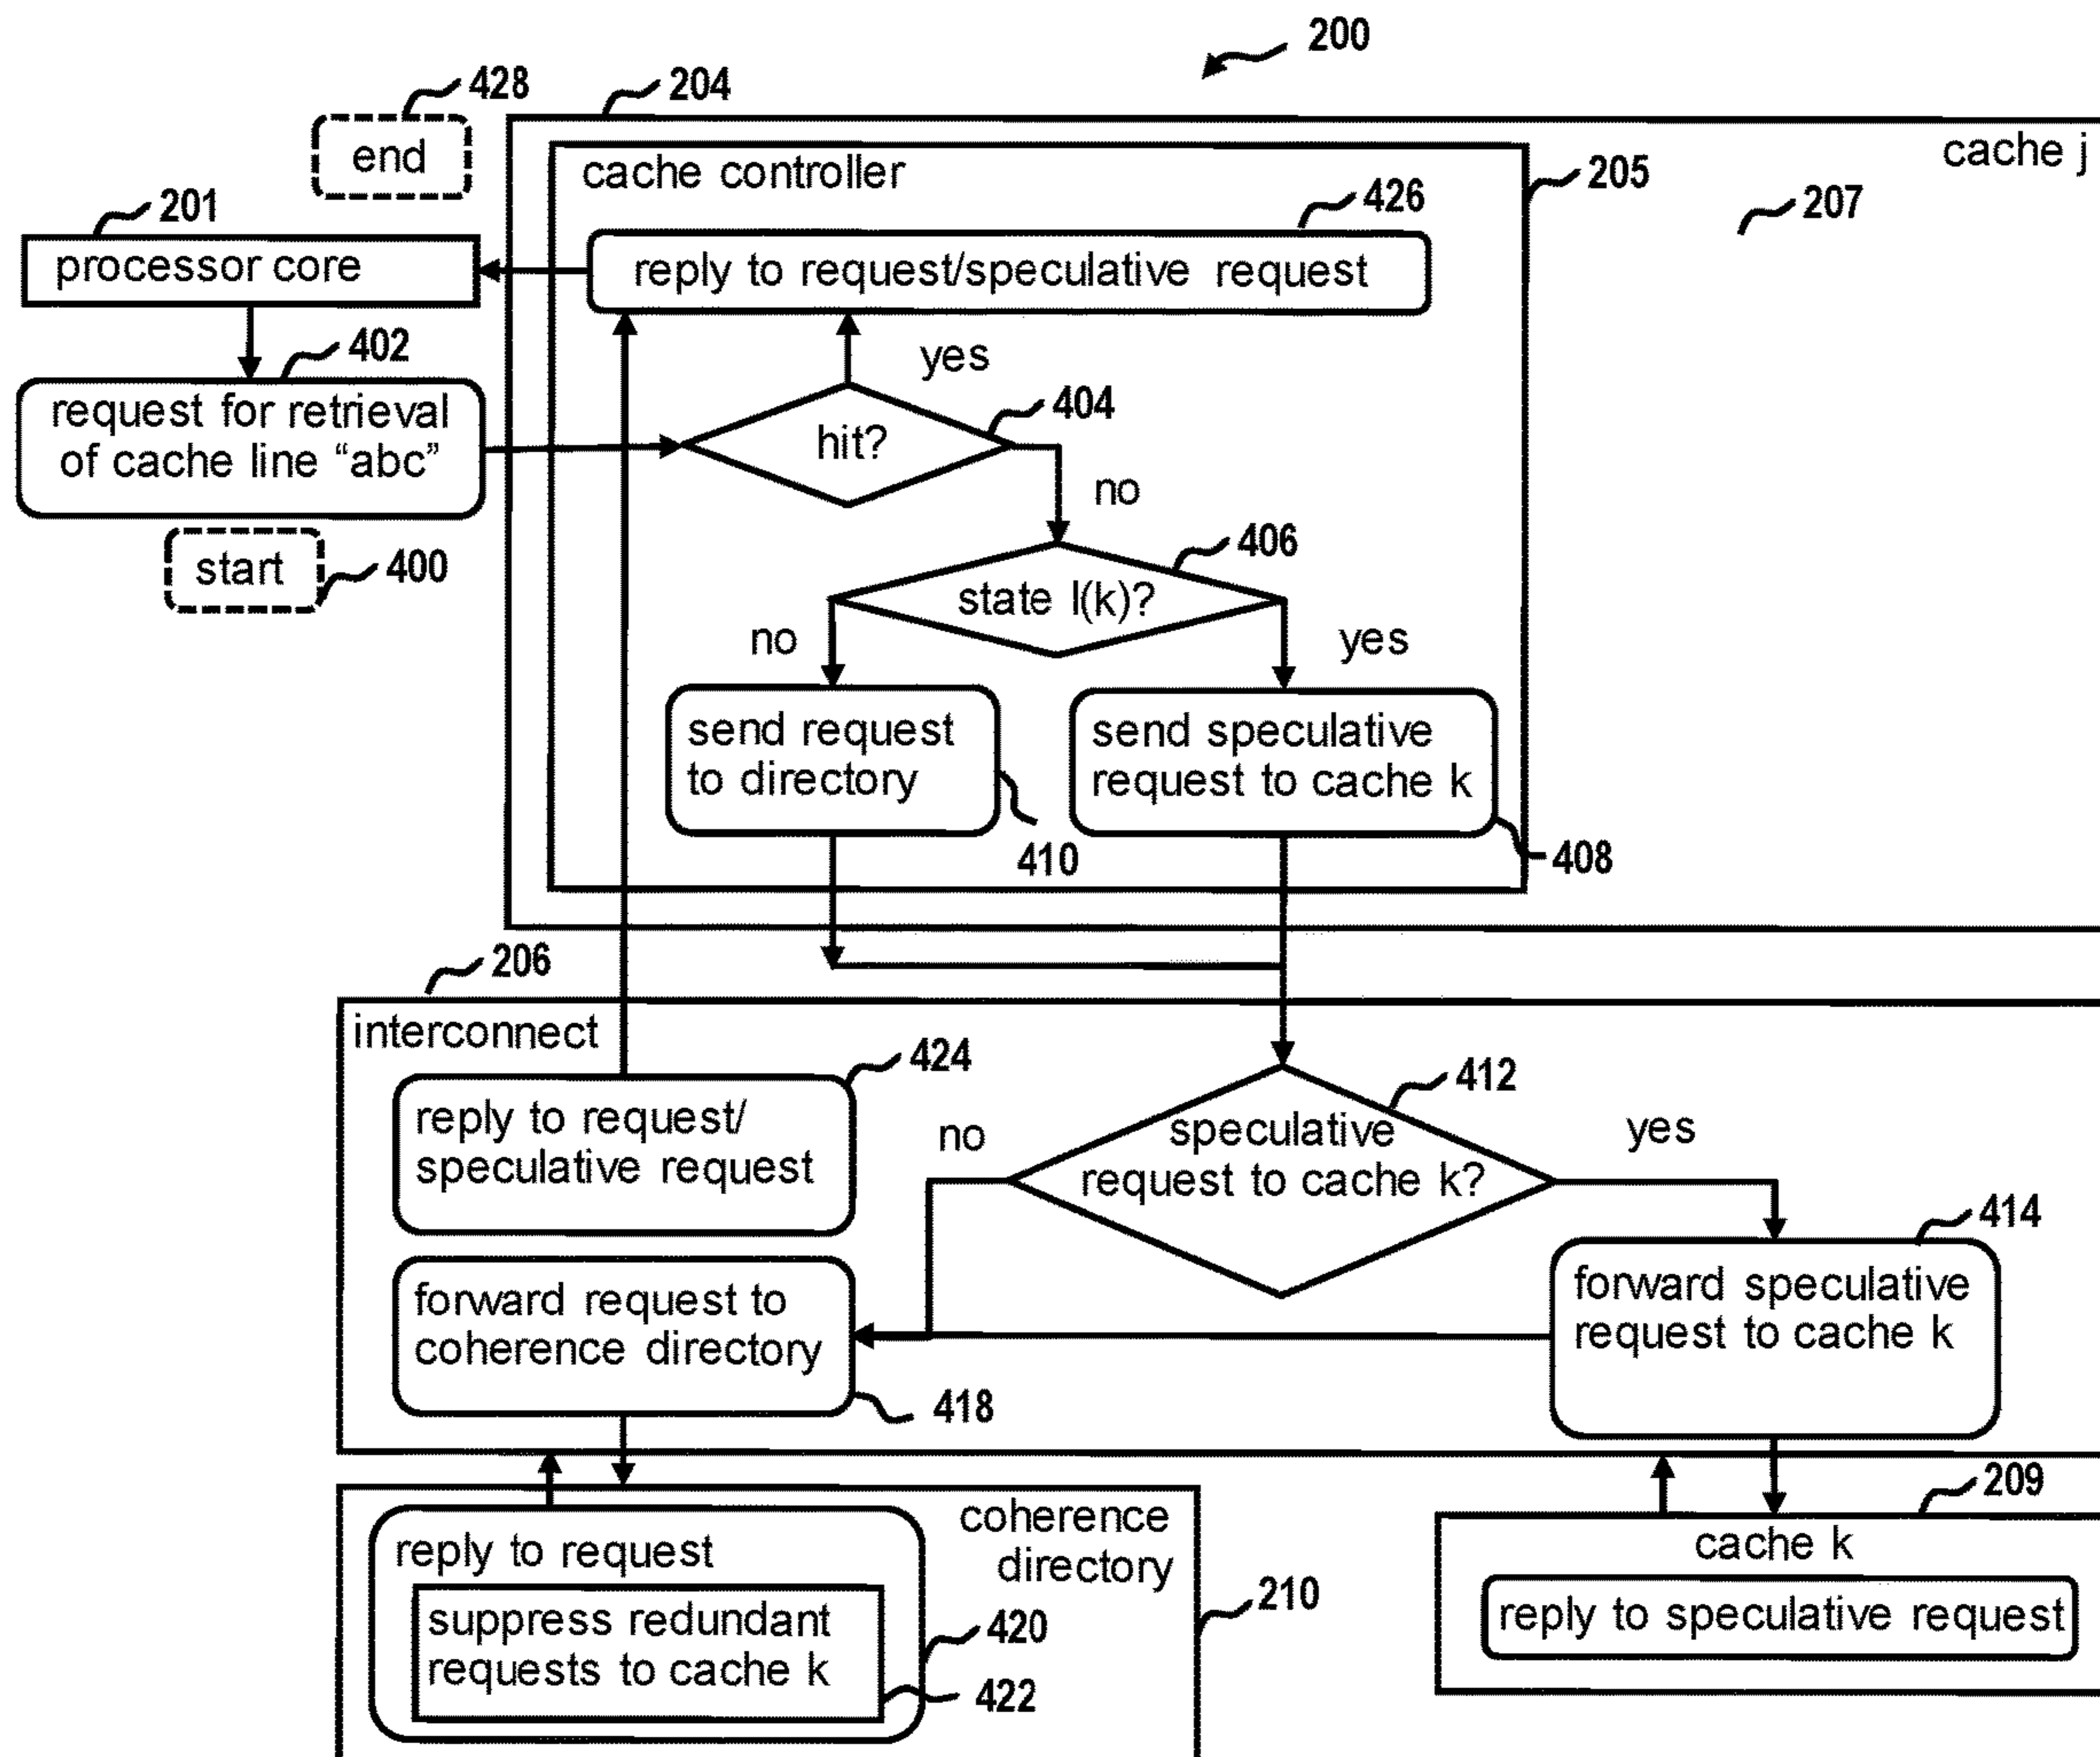 200
428
204
end
cache j
cache controller
205
201
426
207
processor core
reply to request/speculative request
402
yes
request for retrieval
of cache line “abc”
404
hit?
no
start
400
406
state I(k)?
no
yes
send request
to directory
send speculative
request to cache k
410
408
206
interconnect
424
412
reply to request/
speculative request
no
speculative
request to cache k?
yes
414
forward request to
coherence directory
forward speculative
request to cache k
418
209
coherence
directory
cache k
reply to request
210
reply to speculative request
suppress redundant
requests to cache k
420
422